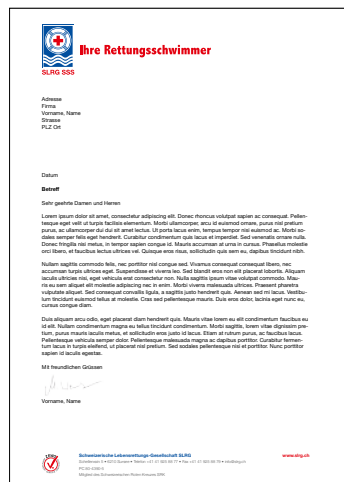 Ihre Rettungsschwimmer
SLRG SSS
Adresse
Firma
Vorname, Name
Strasse
PLZ Ort
Datum
Betreff
Sehr geehrte Damen und Herren
Lorem ipsum dolor sit amet, consectetur adipiscing elit. Donec rhoncus volutpat sapien ac consequat. Pellen-
tesque eget velit ut turpis facilisis elementum. Morbi ullamcorper, arcu id euismod ornare, purus nisl pretium
purus, ac ullamcorper dui dui sit amet lectus. Ut porta lacus enim, tempus tempor nisi euismod ac. Morbi so-
dales semper felis eget hendrerit. Curabitur condimentum quis lacus et imperdiet. Sed venenatis ornare nulla.
Donec fringilla nisi metus, in tempor sapien congue id. Mauris accumsan at urna in cursus. Phasellus molestie
orci libero, et faucibus lectus ultrices vel. Quisque eros risus, sollicitudin quis sem eu, dapibus tincidunt nibh.
Nullam sagittis commodo felis, nec porttitor nisl congue sed. Vivamus consequat consequat libero, nec
accumsan turpis ultrices eget. Suspendisse et viverra leo. Sed blandit eros non elit placerat lobortis. Aliquam
iaculis ultricies nisi, eget vehicula erat consectetur non. Nulla sagittis ipsum vitae volutpat commodo. Mau-
ris eu sem aliquet elit molestie adipiscing nec in enim. Morbi viverra malesuada ultrices. Praesent pharetra
vulputate aliquet. Sed consequat convallis ligula, a sagittis justo hendrerit quis. Aenean sed mi lacus. Vestibu-
lum tincidunt euismod tellus at molestie. Cras sed pellentesque mauris. Duis eros dolor, lacinia eget nunc eu,
cursus congue diam.
Duis aliquam arcu odio, eget placerat diam hendrerit quis. Mauris vitae lorem eu elit condimentum faucibus eu
id elit. Nullam condimentum magna eu tellus tincidunt condimentum. Morbi sagittis, lorem vitae dignissim pre-
tium, purus mauris iaculis metus, et sollicitudin eros justo id lacus. Etiam at rutrum purus, ac faucibus lacus.
Pellentesque vehicula semper dolor. Pellentesque malesuada magna ac dapibus porttitor. Curabitur fermen-
tum lacus in turpis eleifend, ut placerat nisl pretium. Sed sodales pellentesque nisi et porttitor. Nunc porttitor
sapien id iaculis egestas.
Mit freundlichen Grüssen
Vorname, Name
Schweizerische Lebensrettungs-Gesellschaft SLRG
www.slrg.ch
Mitglied des Schweizerischen Roten Kreuzes SRK